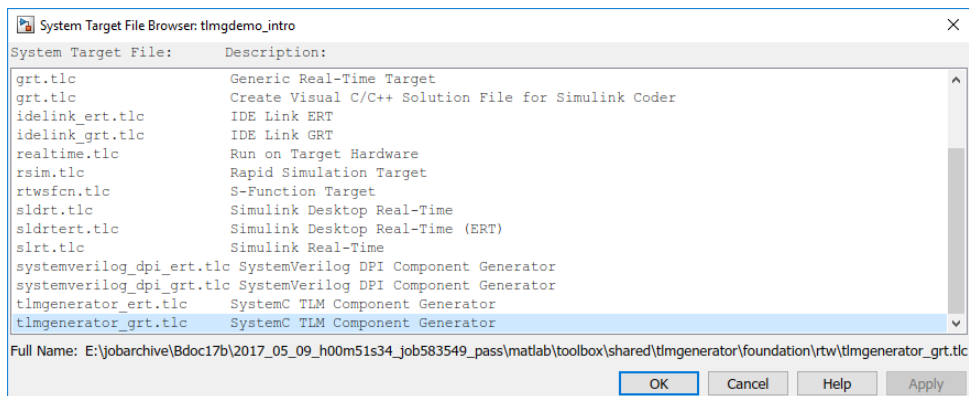 System Target File Browser: tlmgdemo_intro
System Target File: Description:
grt.tlc Generic Real-Time Target
grt.tlc Create Visual C/C++ Solution File for Simulink Coder
idelink_ert.tlc IDE Link ERT
idelink_grt.tlc IDE Link GRT
realtime.tlc Run on Target Hardware
rsim.tlc Rapid Simulation Target
rtwsfcn.tlc S-Function Target
sldrt.tlc Simulink Desktop Real-Time
sldrtert.tlc Simulink Desktop Real-Time (ERT)
slrt.tlc Simulink Real-Time
systemverilog_dpi_ert.tlc SystemVerilog DPI Component Generator
systemverilog_dpi_grt.tlc SystemVerilog DPI Component Generator
tlmgenerator_ert.tlc SystemC TLM Component Generator
tlmgenerator_grt.tlc SystemC TLM Component Generator
Full Name: E:\jobarchive\Bdoc17b\2017_05_09_h00m51s34_job583549_pass\matlab\toolbox\shared\tlmgenerator\foundation\rtw\tlmgenerator_grt.tlc
OK Cancel Help Apply